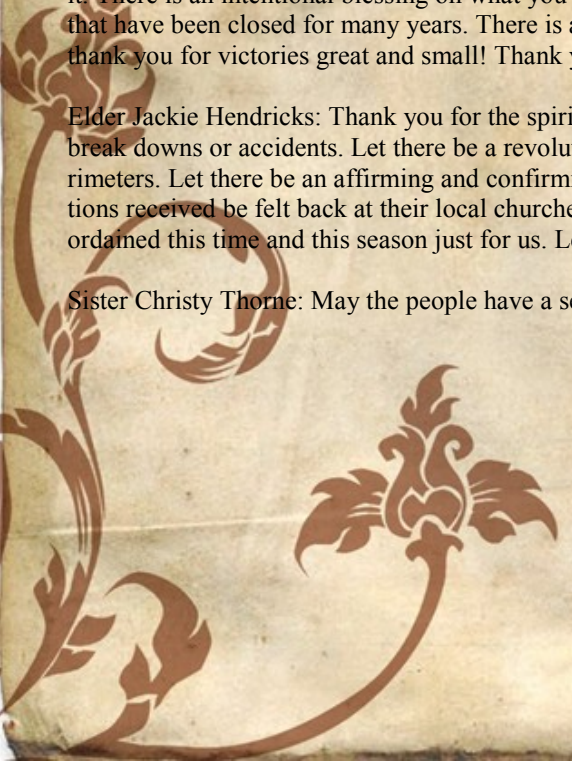 it. There is an intentional blessing on what you
that have been closed for many years. There is a
thank you for victories great and small! Thank y
Elder Jackie Hendricks: Thank you for the spiri
break downs or accidents. Let there be a revolu
rimeters. Let there be an affirming and confirmi
tions received be felt back at their local churche
ordained this time and this season just for us. Le
Sister Christy Thorne: May the people have a se